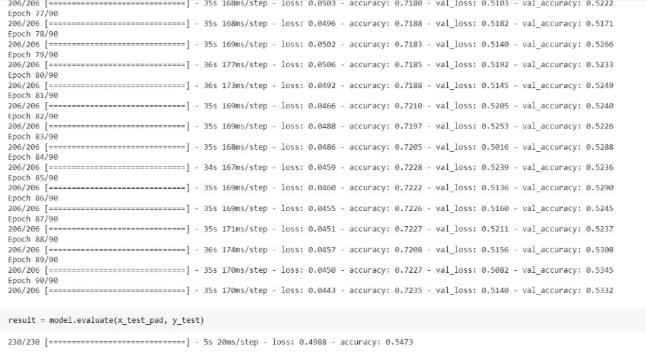 206/206 [==============================] - 35s 168ms/step - loss: 0.0503 - accuracy: 0.7180 - val_loss: 0.5103 - val_accuracy: 0.5222
Epoch 77/90
206/206 [==============================] - 35s 168ms/step - loss: 0.0496 - accuracy: 0.7188 - val_loss: 0.5182 - val_accuracy: 0.5171
Epoch 78/90
206/206 [==============================] - 35s 169ms/step - loss: 0.0502 - accuracy: 0.7183 - val_loss: 0.5140 - val_accuracy: 0.5266
Epoch 79/90
206/206 [==============================] - 36s 177ms/step - loss: 0.0506 - accuracy: 0.7185 - val_loss: 0.5192 - val_accuracy: 0.5233
Epoch 80/90
206/206 [==============================] - 36s 173ms/step - loss: 0.0492 - accuracy: 0.7188 - val_loss: 0.5145 - val_accuracy: 0.5249
Epoch 81/90
206/206 [==============================] - 35s 169ms/step - loss: 0.0466 - accuracy: 0.7210 - val_loss: 0.5205 - val_accuracy: 0.5240
Epoch 82/90
206/206 [==============================] - 35s 169ms/step - loss: 0.0488 - accuracy: 0.7197 - val_loss: 0.5253 - val_accuracy: 0.5226
Epoch 83/90
206/206 [==============================] - 35s 168ms/step - loss: 0.0486 - accuracy: 0.7205 - val_loss: 0.5016 - val_accuracy: 0.5288
Epoch 84/90
206/206 [==============================] - 34s 167ms/step - loss: 0.0459 - accuracy: 0.7228 - val_loss: 0.5239 - val_accuracy: 0.5236
Epoch 85/90
206/206 [==============================] - 35s 169ms/step - loss: 0.0460 - accuracy: 0.7222 - val_loss: 0.5136 - val_accuracy: 0.5290
Epoch 86/90
206/206 [==============================] - 35s 169ms/step - loss: 0.0455 - accuracy: 0.7226 - val_loss: 0.5160 - val_accuracy: 0.5245
Epoch 87/90
206/206 [==============================] - 35s 171ms/step - loss: 0.0451 - accuracy: 0.7227 - val_loss: 0.5211 - val_accuracy: 0.5237
Epoch 88/90
206/206 [==============================] - 36s 174ms/step - loss: 0.0457 - accuracy: 0.7208 - val_loss: 0.5156 - val_accuracy: 0.5308
Epoch 89/90
206/206 [==============================] - 35s 170ms/step - loss: 0.0450 - accuracy: 0.7227 - val_loss: 0.5082 - val_accuracy: 0.5345
Epoch 90/90
206/206 [==============================] - 35s 170ms/step - loss: 0.0443 - accuracy: 0.7235 - val_loss: 0.5140 - val_accuracy: 0.5332
result = model.evaluate(x_test_pad, y_test)
230/230 [==============================] - 5s 20ms/step - loss: 0.4988 - accuracy: 0.5473